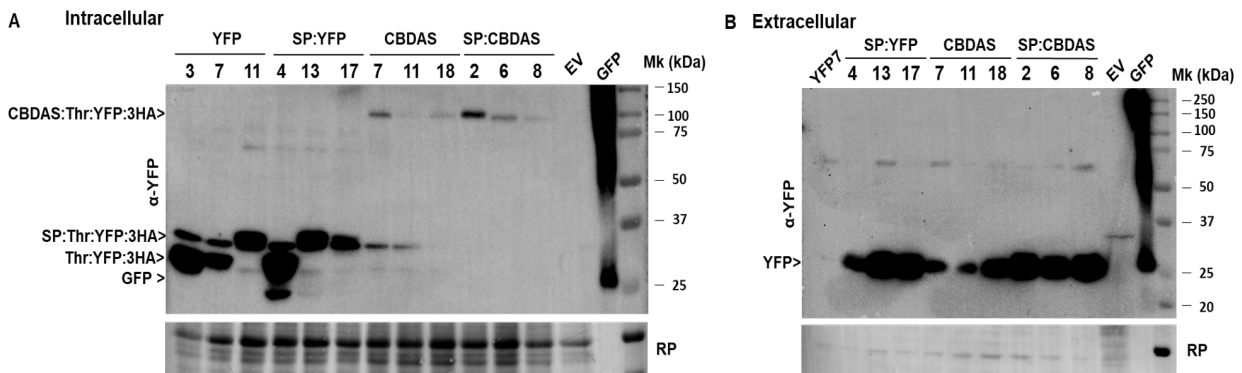 A Intracellular
YFP SP:YFP CBDAS SP:CBDAS
3 7 11 4 13 17 7 11 18 2 6 8 EV GFP Mk (kDa)
CBDAS:Thr:YFP:3HA>
α-YFP
SP:Thr:YFP:3HA>
Thr:YFP:3HA>
GFP >
150
100
75
50
37
25
RP
B Extracellular
SP:YFP CBDAS SP:CBDAS
YFP7 4 13 17 7 11 18 2 6 8 EV GFP Mk (kDa)
α-YFP
YFP>
250
150
100
75
50
37
25
20
RP